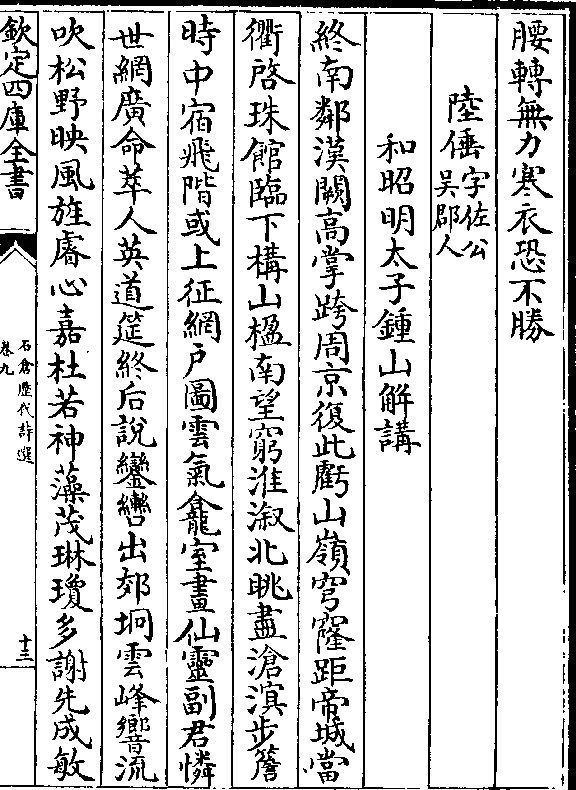 腰轉無力寒衣恐不勝
陸倕字佐公
吳郡人
和昭明太子鍾山解講
終南鄰漢闕高掌跨周京復此虧山嶺穹窿距帝城當
衢啓珠館臨下構山楹南望窮淮溆北眺盡滄溟步簷
時中宿飛階或上征網戶圖雲氣龕室畫仙靈副君憐
世網廣命萃人英道筵終后說鑾轡出郊坰雲峰響流
吹松野映風旌睿心嘉杜若神藻茂琳瓊多謝先成敏
欽定四庫全書
石倉歷代詩選
卷九
十三